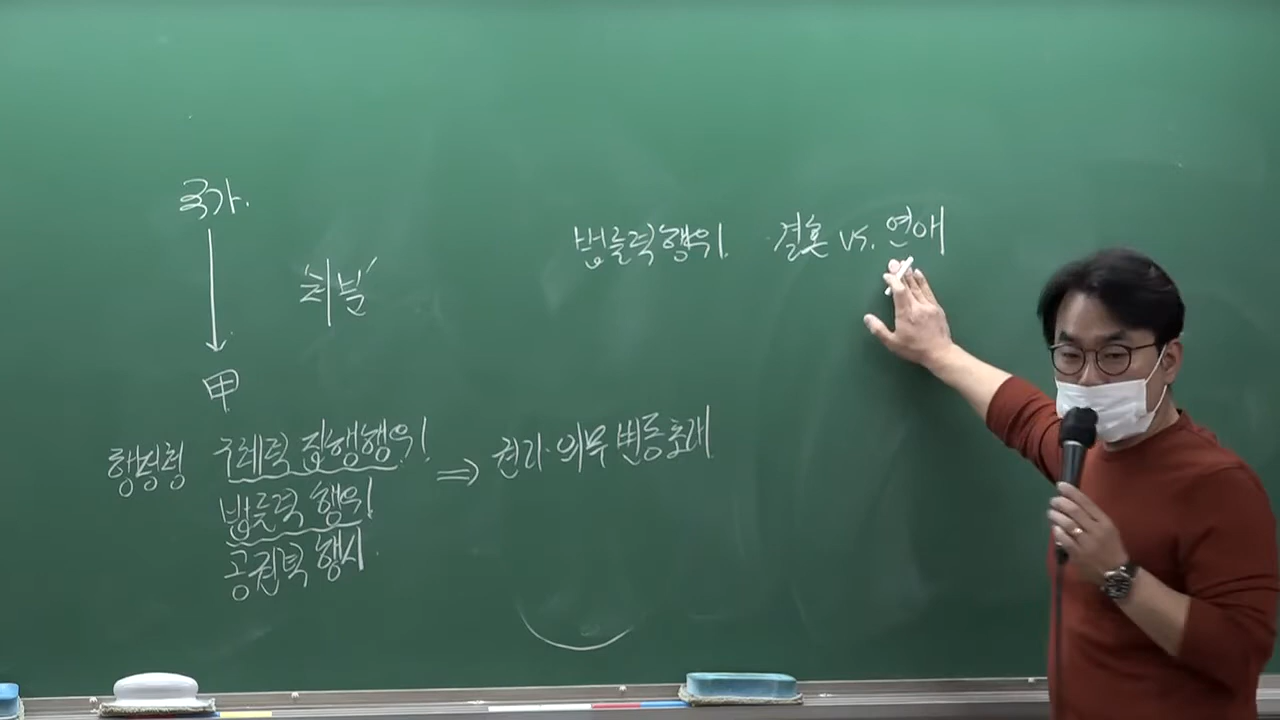 국가.
'처분'
甲
행정청 구체적 집행행위!
법률적 행위!
공권력 행사.
⇒ 권리·의무 변동 초래
법률적 행위! 결혼 vs. 연애